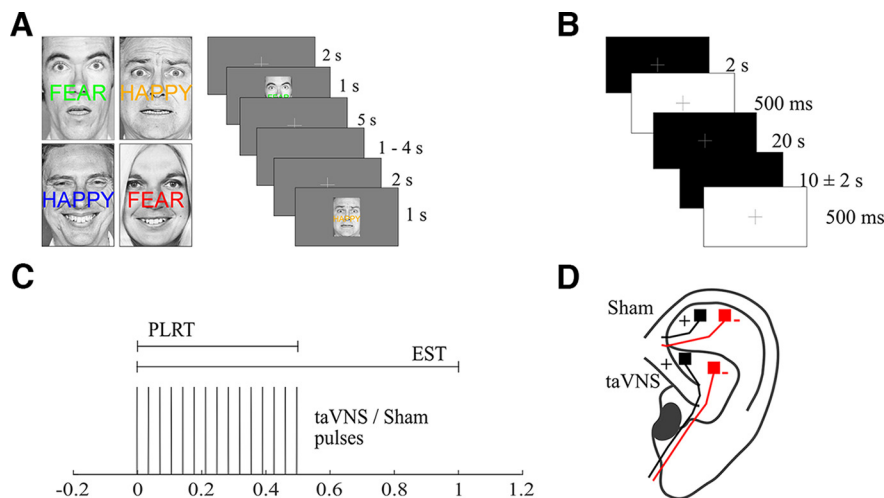 A
FEAR
HAPPY
HAPPY
FEAR
2 s
1 s
5 s
1 - 4 s
2 s
HAPPY
1 s
B
2 s
500 ms
20 s
10 ± 2 s
500 ms
C
PLRT
EST
taVNS / Sham
pulses
-0.2 0 0.2 0.4 0.6 0.8 1 1.2
D
Sham
+
-
taVNS
+
-